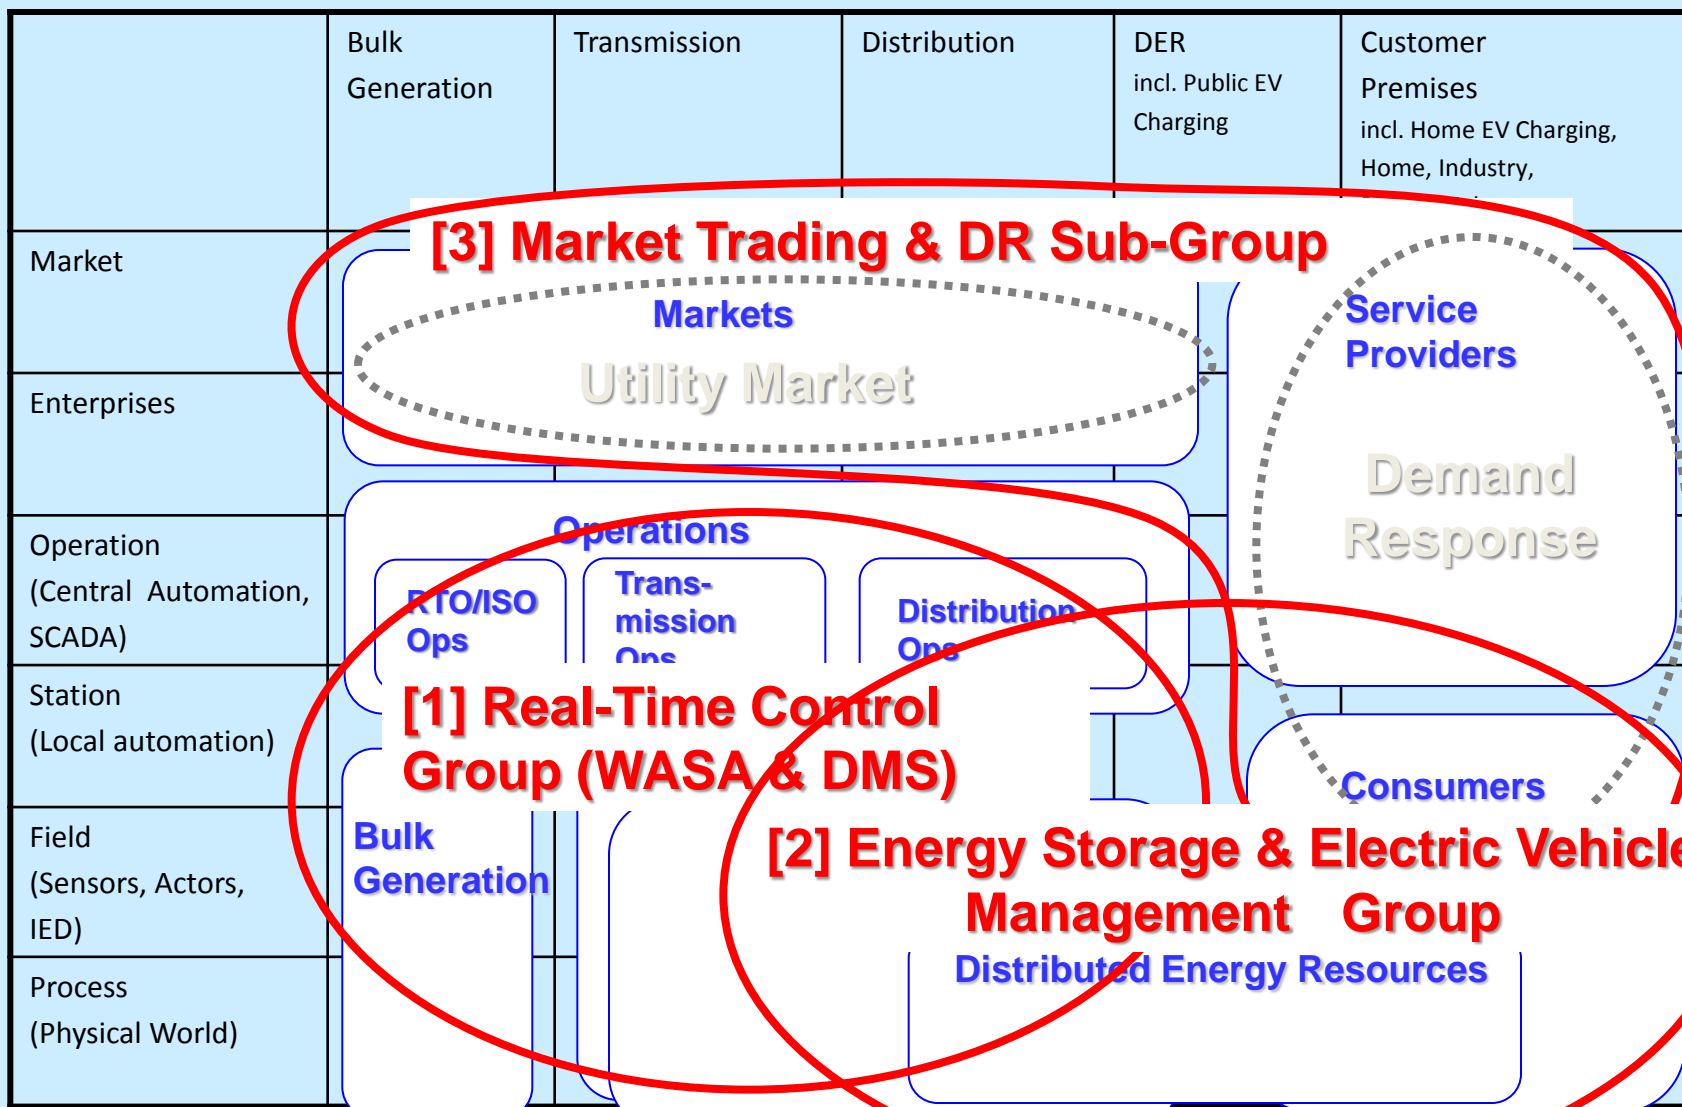 Bulk
Generation
Transmission
Distribution
DER
incl. Public EV
Charging
Customer
Premises
incl. Home EV Charging,
Home, Industry,
[3] Market Trading & DR Sub-Group
Market
Markets
Utility Market
Service
Providers
Enterprises
Demand
Response
Operation
(Central Automation,
SCADA)
Operations
RTO/ISO
Ops
Trans-
mission
Ops
Distribution
Ops
Station
(Local automation)
[1] Real-Time Control
Group (WASA & DMS)
Consumers
Field
(Sensors, Actors,
IED)
Bulk
Generation
[2] Energy Storage & Electric Vehicle
Management Group
Distributed Energy Resources
Process
(Physical World)